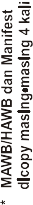 * MAWB/HAWB dan Manifest
dicopy masing•masing 4 kali